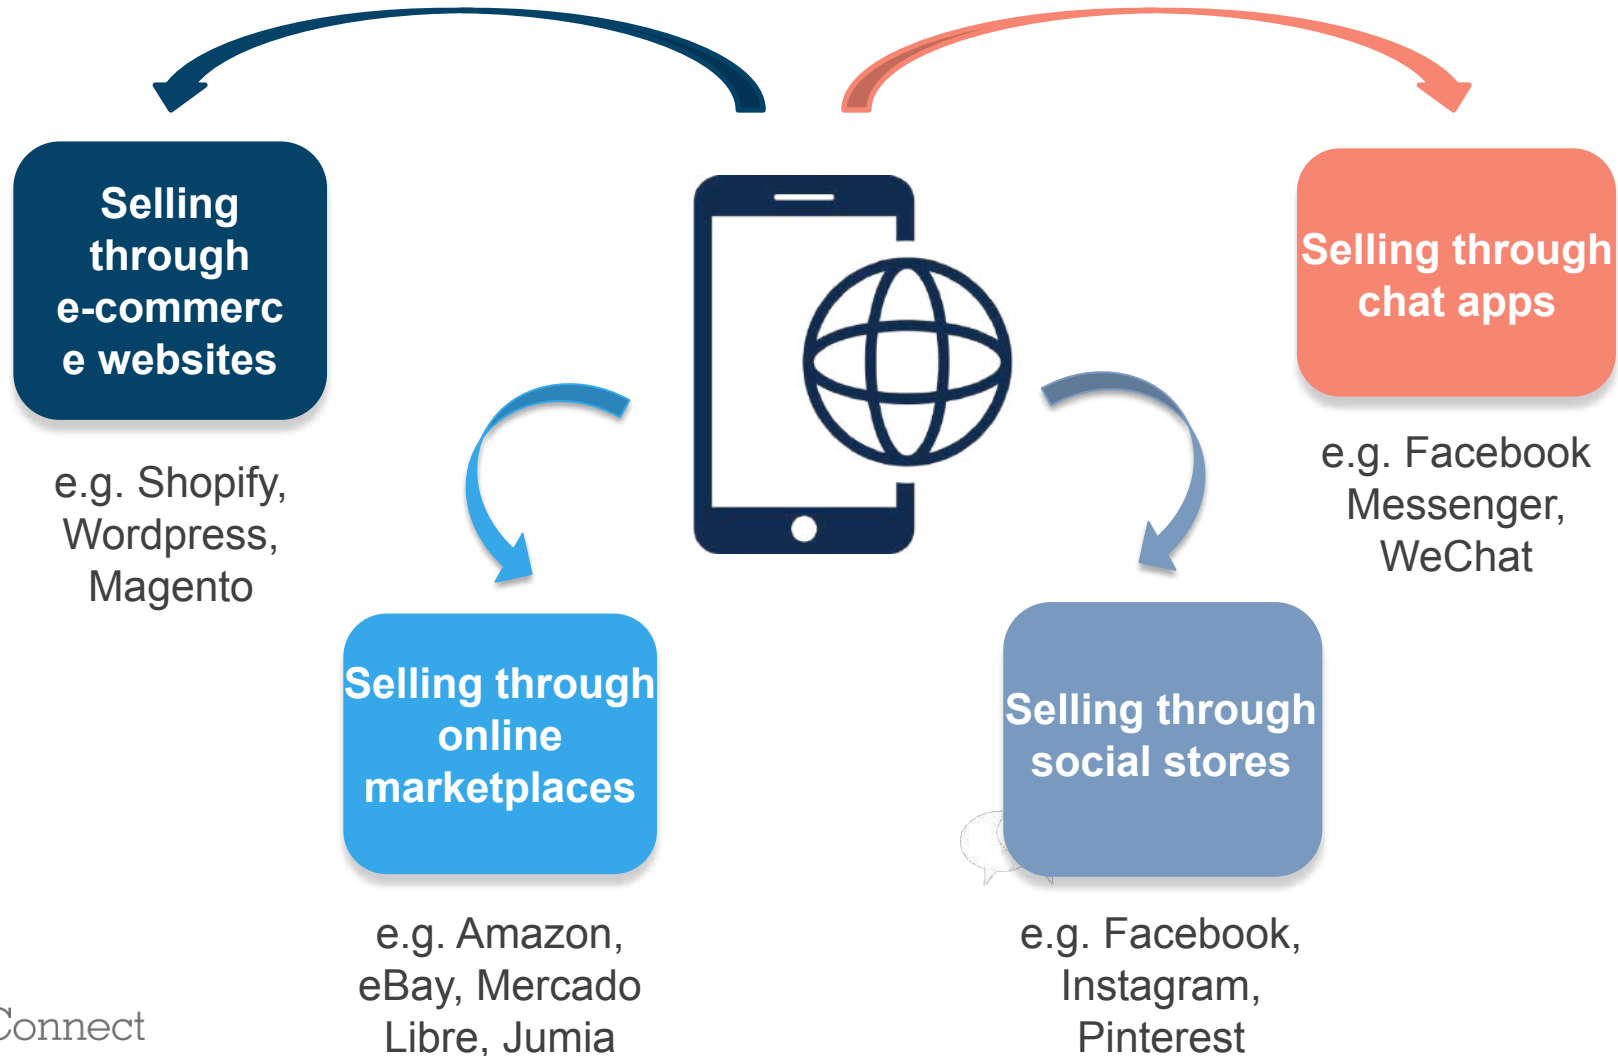 Selling
through
e-commerc
e websites
e.g. Shopify,
Wordpress,
Magento
Selling through
online
marketplaces
e.g. Amazon,
eBay, Mercado
Libre, Jumia
Selling through
social stores
e.g. Facebook,
Instagram,
Pinterest
Selling through
chat apps
e.g. Facebook
Messenger,
WeChat
Connect